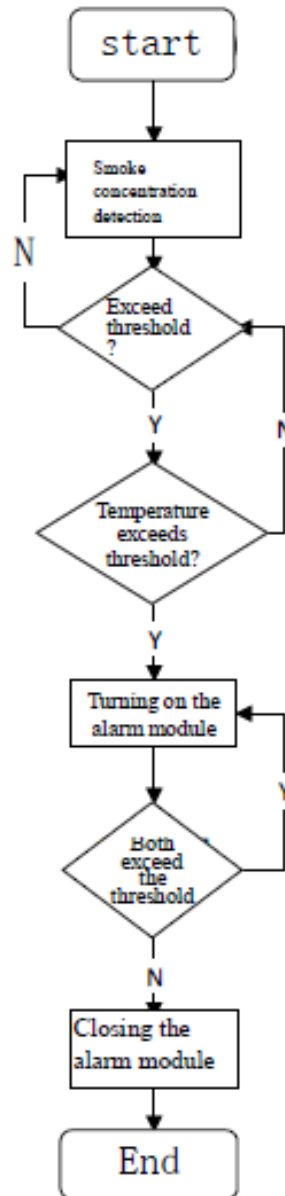 start
Smoke
concentration
detection
N
Exceed
threshold
?
Y
N
Temperature
exceeds
threshold?
Y
Turning on the
alarm module
Y
Both
exceed
the
threshold
N
Closing the
alarm module
End